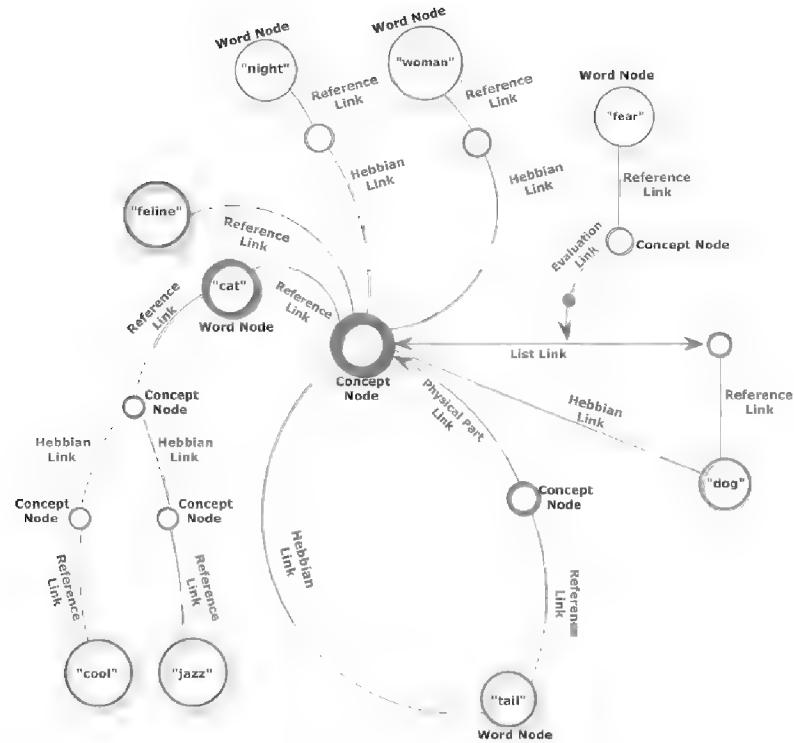 Word Node
"night"
Reference
Link
Hebbian
Link
Word Node
"woman"
Reference
Link
Hebbian
Link
Word Node
"fear"
Reference
Link
Concept Node
Evaluation
Link
"feline"
Reference
Link
"cat"
Word Node
Reference
Link
Reference
Link
Concept
Node
List Link
Physical Part
Link
Hebbian
Link
Reference
Link
"dog"
Concept
Node
Hebbian
Link
Hebbian
Link
Concept
Node
Concept
Node
Reference
Link
Reference
Link
"cool"
"jazz"
Hebbian
Link
Concept
Node
Reference
Link
"tail"
Word Node